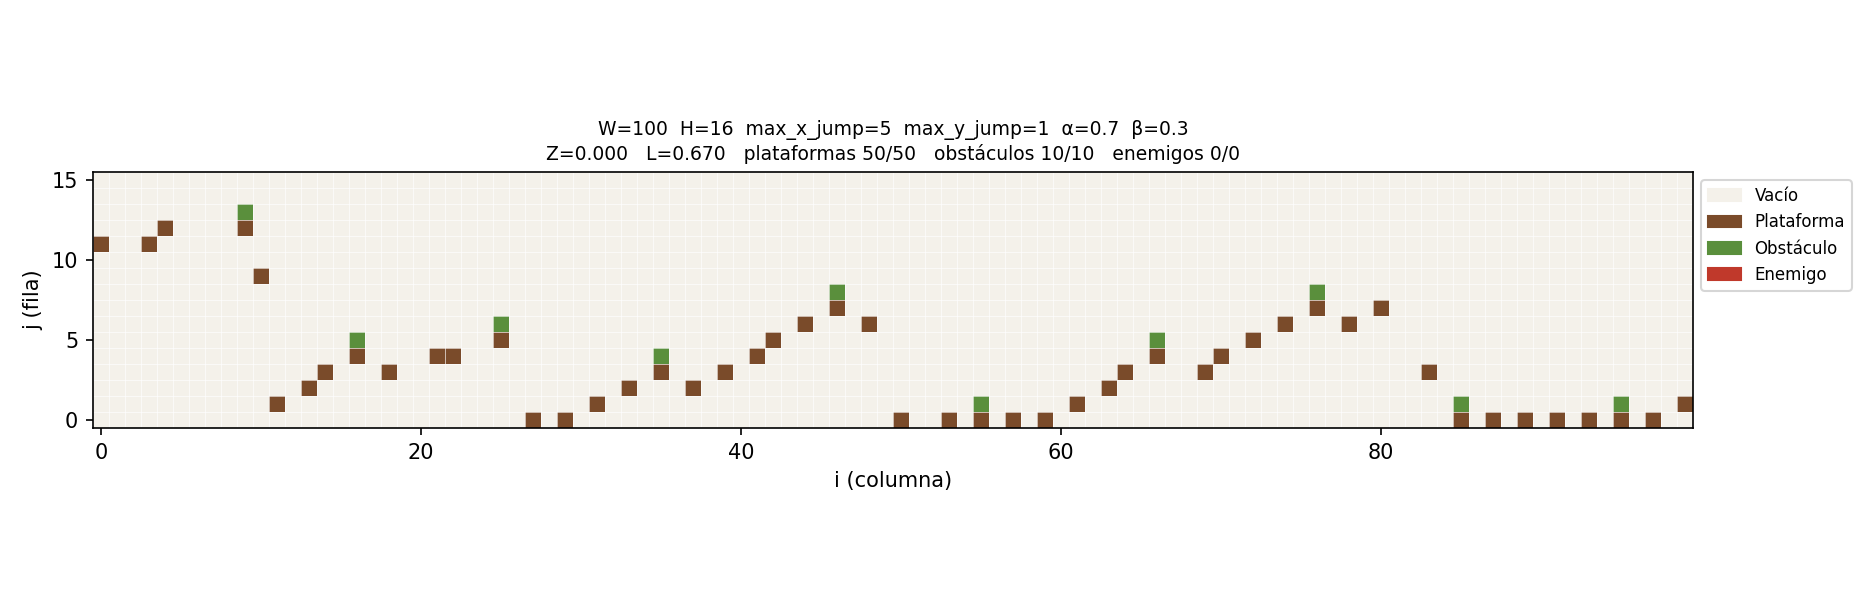 W=100 H=16 max_x_jump=5 max_y_jump=1 α=0.7 β=0.3
Z=0.000 L=0.670 plataformas 50/50 obstáculos 10/10 enemigos 0/0
15
10
5
0
j (fila)
0 20 40 60 80
i (columna)
Vacío
Plataforma
Obstáculo
Enemigo